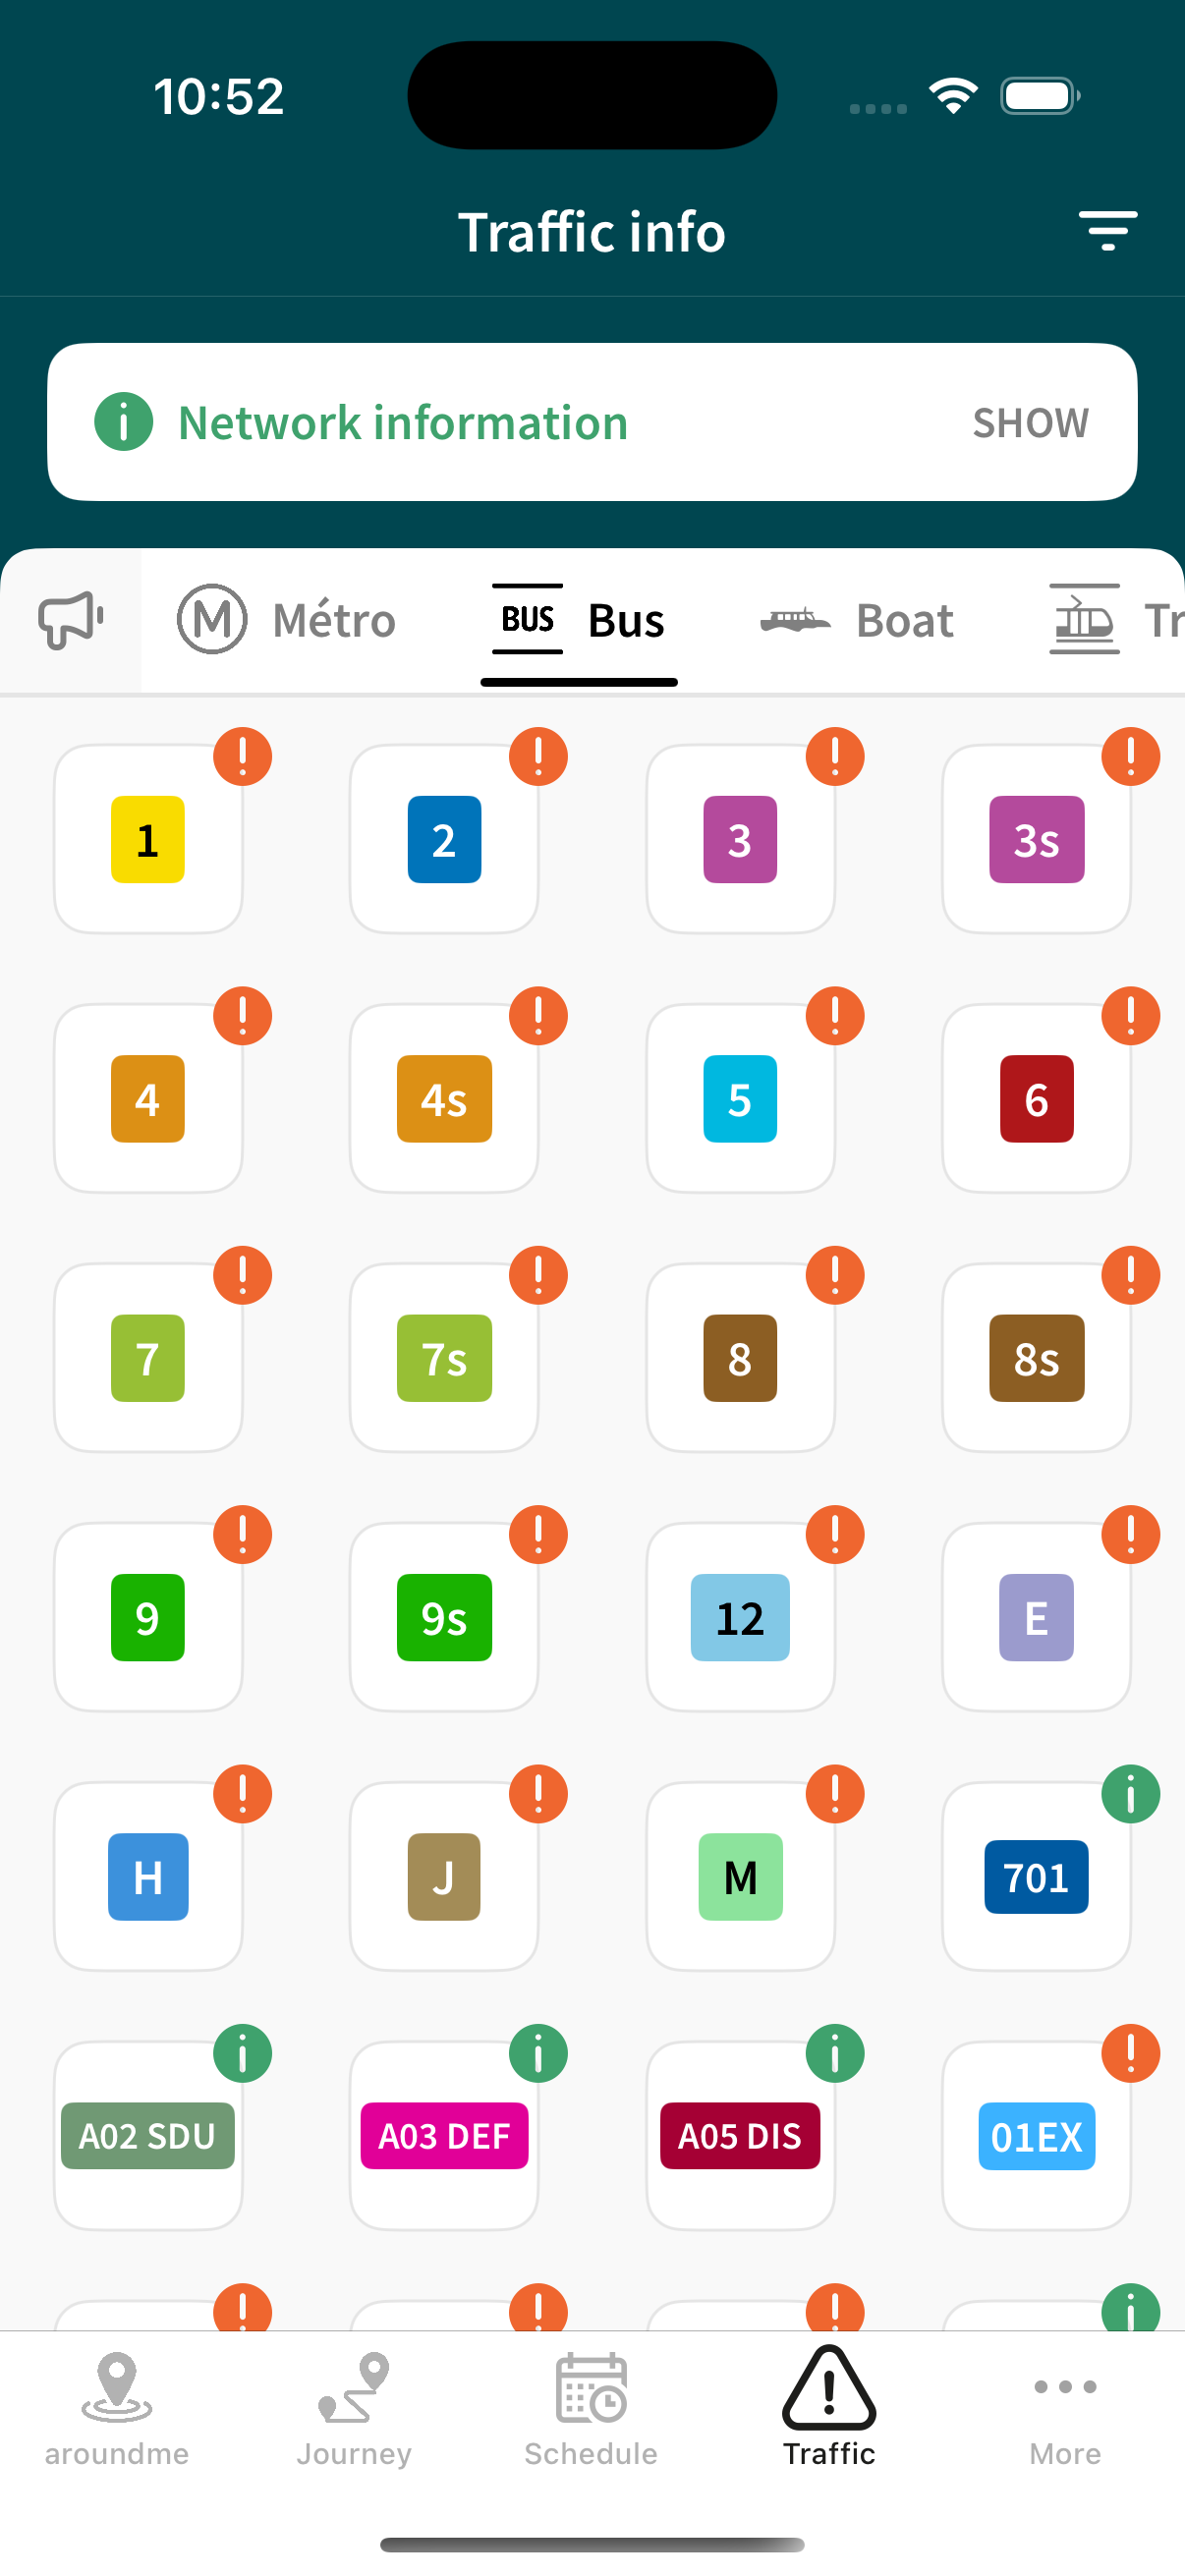 10:52
Traffic info
Network information SHOW
M Métro BUS Bus Boat Tr
1 2 3 3s
4 4s 5 6
7 7s 8 8s
9 9s 12 E
H J M 701
A02 SDU A03 DEF A05 DIS 01EX
aroundme Journey Schedule Traffic More